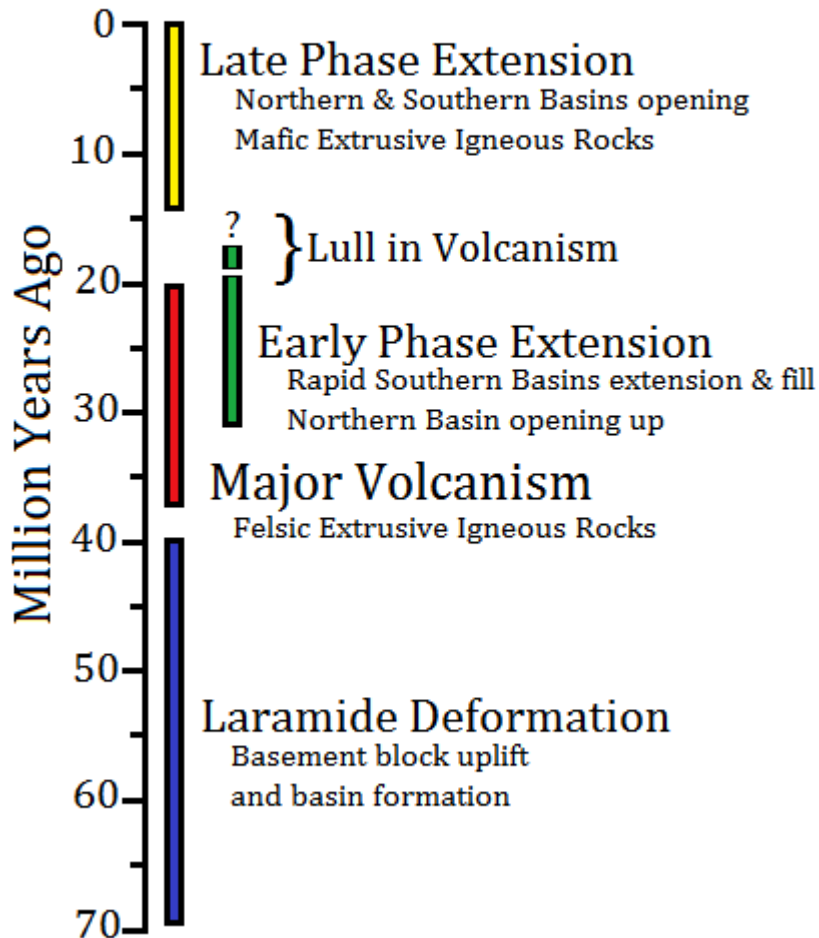 0
Late Phase Extension
Northern & Southern Basins opening
Mafic Extrusive Igneous Rocks
10
?
} Lull in Volcanism
20
Early Phase Extension
Rapid Southern Basins extension & fill
Northern Basin opening up
30
Major Volcanism
Felsic Extrusive Igneous Rocks
40
50
Laramide Deformation
Basement block uplift
and basin formation
60
70
Million Years Ago